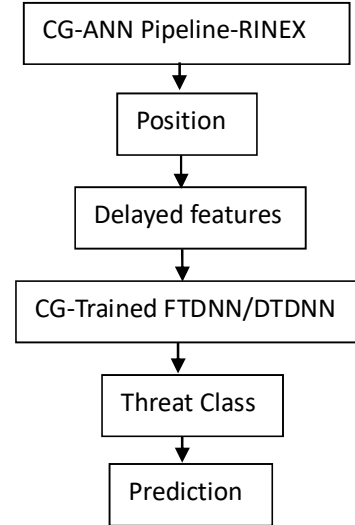 CG-ANN Pipeline-RINEX
Position
Delayed features
CG-Trained FTDNN/DTDNN
Threat Class
Prediction